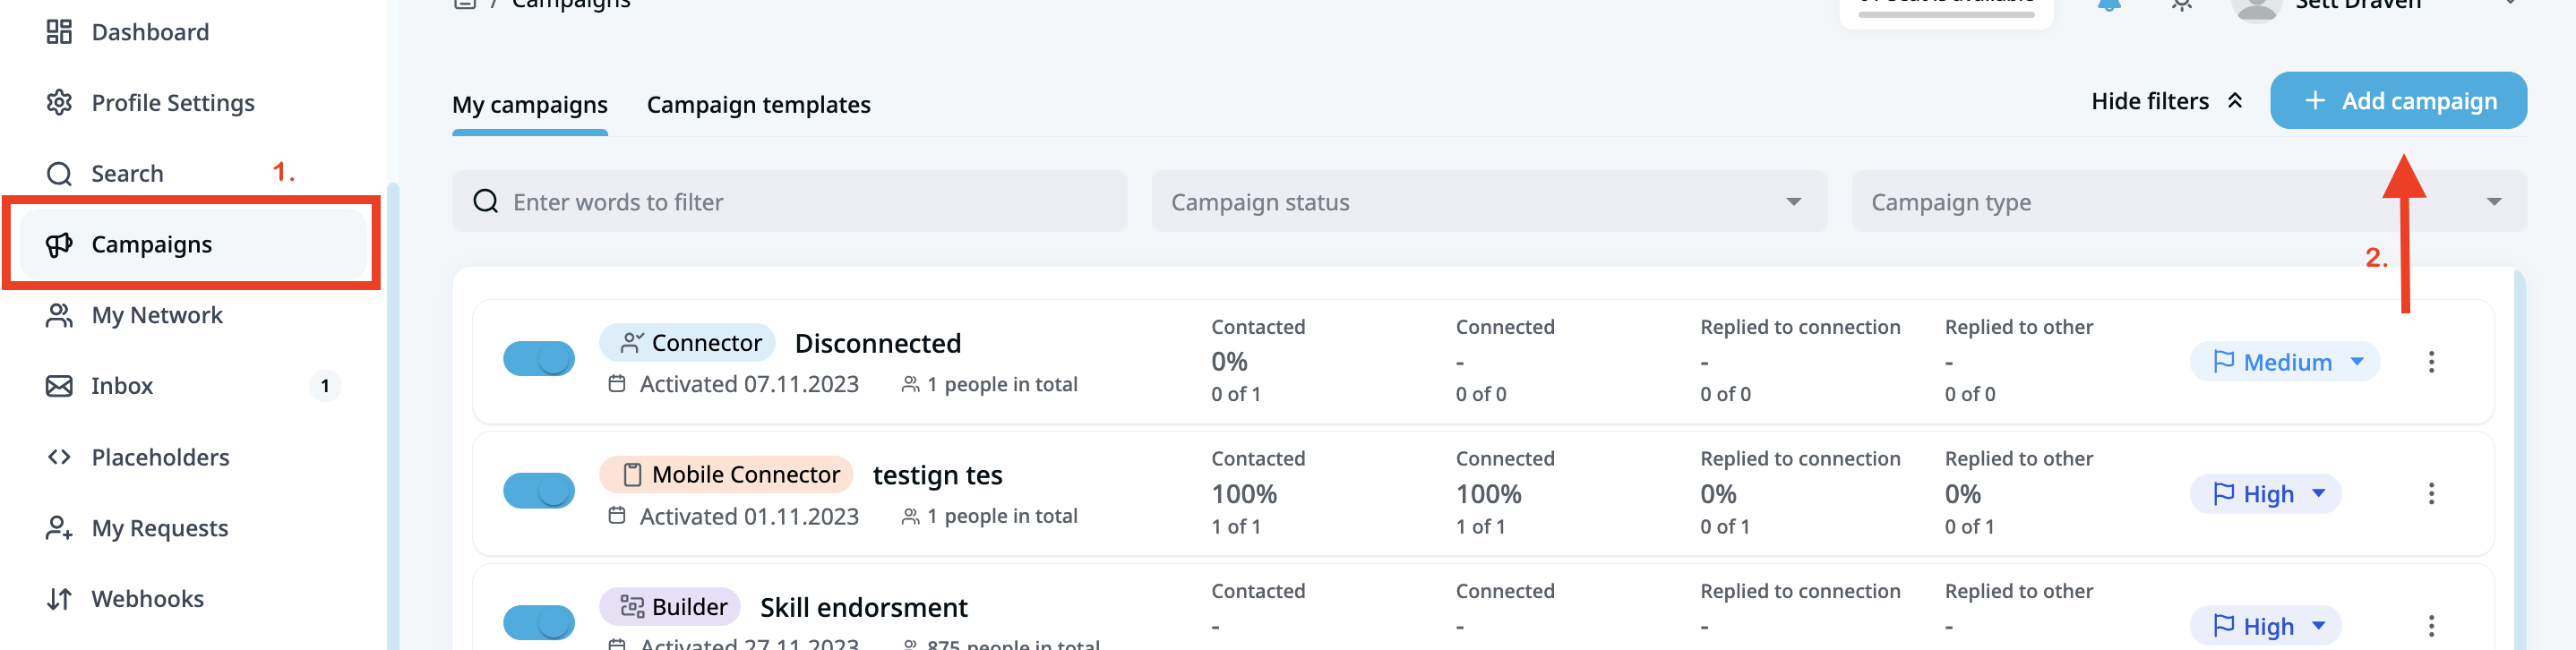 Dashboard
Profile Settings
Search
1.
Campaigns
My Network
Inbox
1
Placeholders
My Requests
Webhooks
/ Campaigns
Sett Draven
My campaigns
Campaign templates
Hide filters
+ Add campaign
Enter words to filter
Campaign status
Campaign type
2.
Connector
Disconnected
Activated 07.11.2023
1 people in total
Contacted
0%
0 of 1
Connected
-
0 of 0
Replied to connection
-
0 of 0
Replied to other
-
0 of 0
Medium
Mobile Connector
testign tes
Activated 01.11.2023
1 people in total
Contacted
100%
1 of 1
Connected
100%
1 of 1
Replied to connection
0%
0 of 1
Replied to other
0%
0 of 1
High
Builder
Skill endorsment
Activated 27.11.2023
875 people in total
Contacted
-
Connected
-
Replied to connection
-
Replied to other
-
High